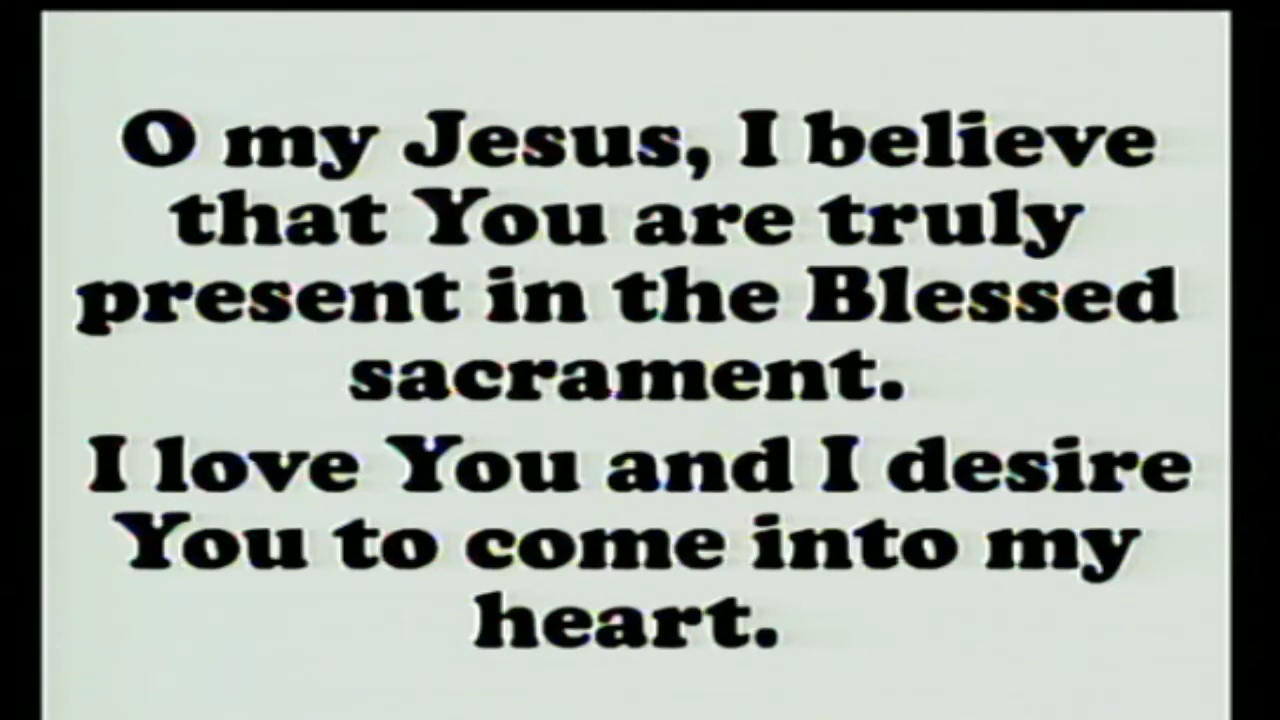 O my Jesus, I believe
that You are truly
present in the Blessed
sacrament.
I love You and I desire
You to come into my
heart.